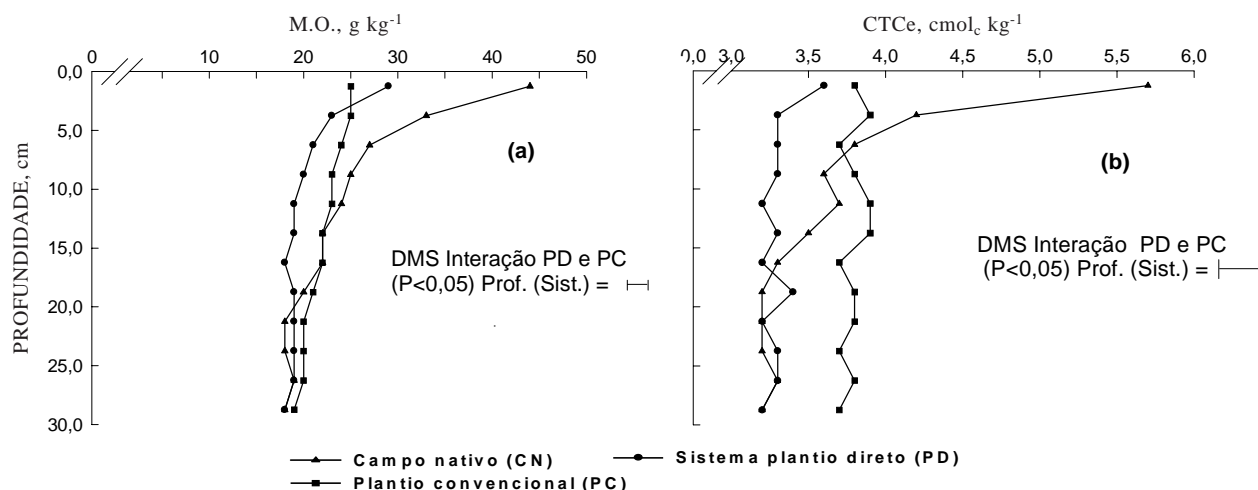 M.O., g kg-1
0 10 20 30 40 50
0,0
5,0
10,0
15,0
20,0
25,0
30,0
PROFUNDIDADE, cm
(a)
DMS Interação PD e PC
(P<0,05) Prof. (Sist.) =
CTCe, cmolc kg-1
0,0 3,0 3,5 4,0 4,5 5,0 5,5 6,0
(b)
DMS Interação PD e PC
(P<0,05) Prof. (Sist.) =
Campo nativo (CN)
Sistema plantio direto (PD)
Plantio convencional (PC)